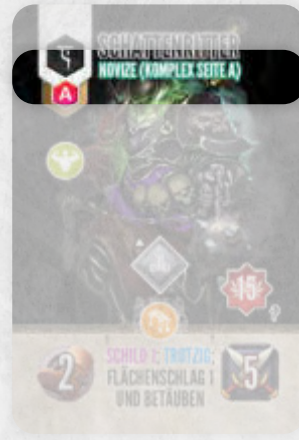 SCHATTENRITTER
NOVIZE (KOMPLEX SEITE A)
A
15
2
SCHILD 2; TROTZIG;
FLÄCHENSCHLAG 1
UND BETÄUBEN
5